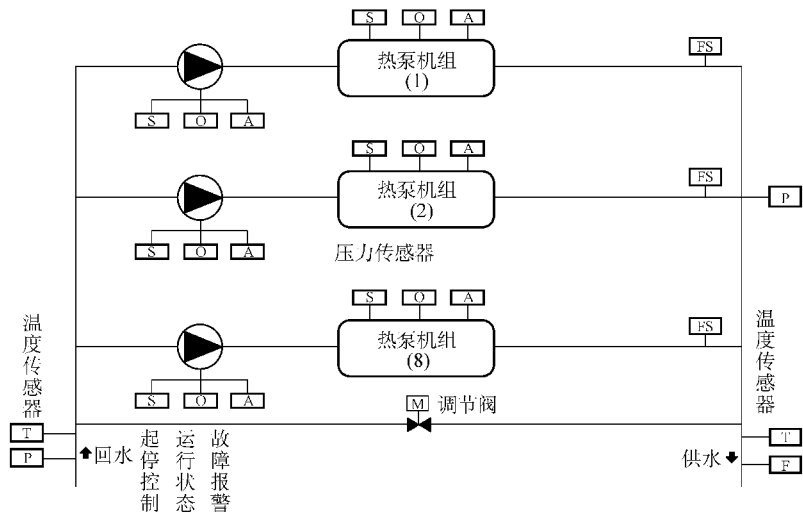 S O A
热泵机组
(1)
FS
S O A
S O A
热泵机组
(2)
FS
P
S O A
压力传感器
S O A
热泵机组
(8)
FS
S O A
温度传感器
温度传感器
M 调节阀
T
P
回水
起停控制
运行状态
故障报警
供水
T
F